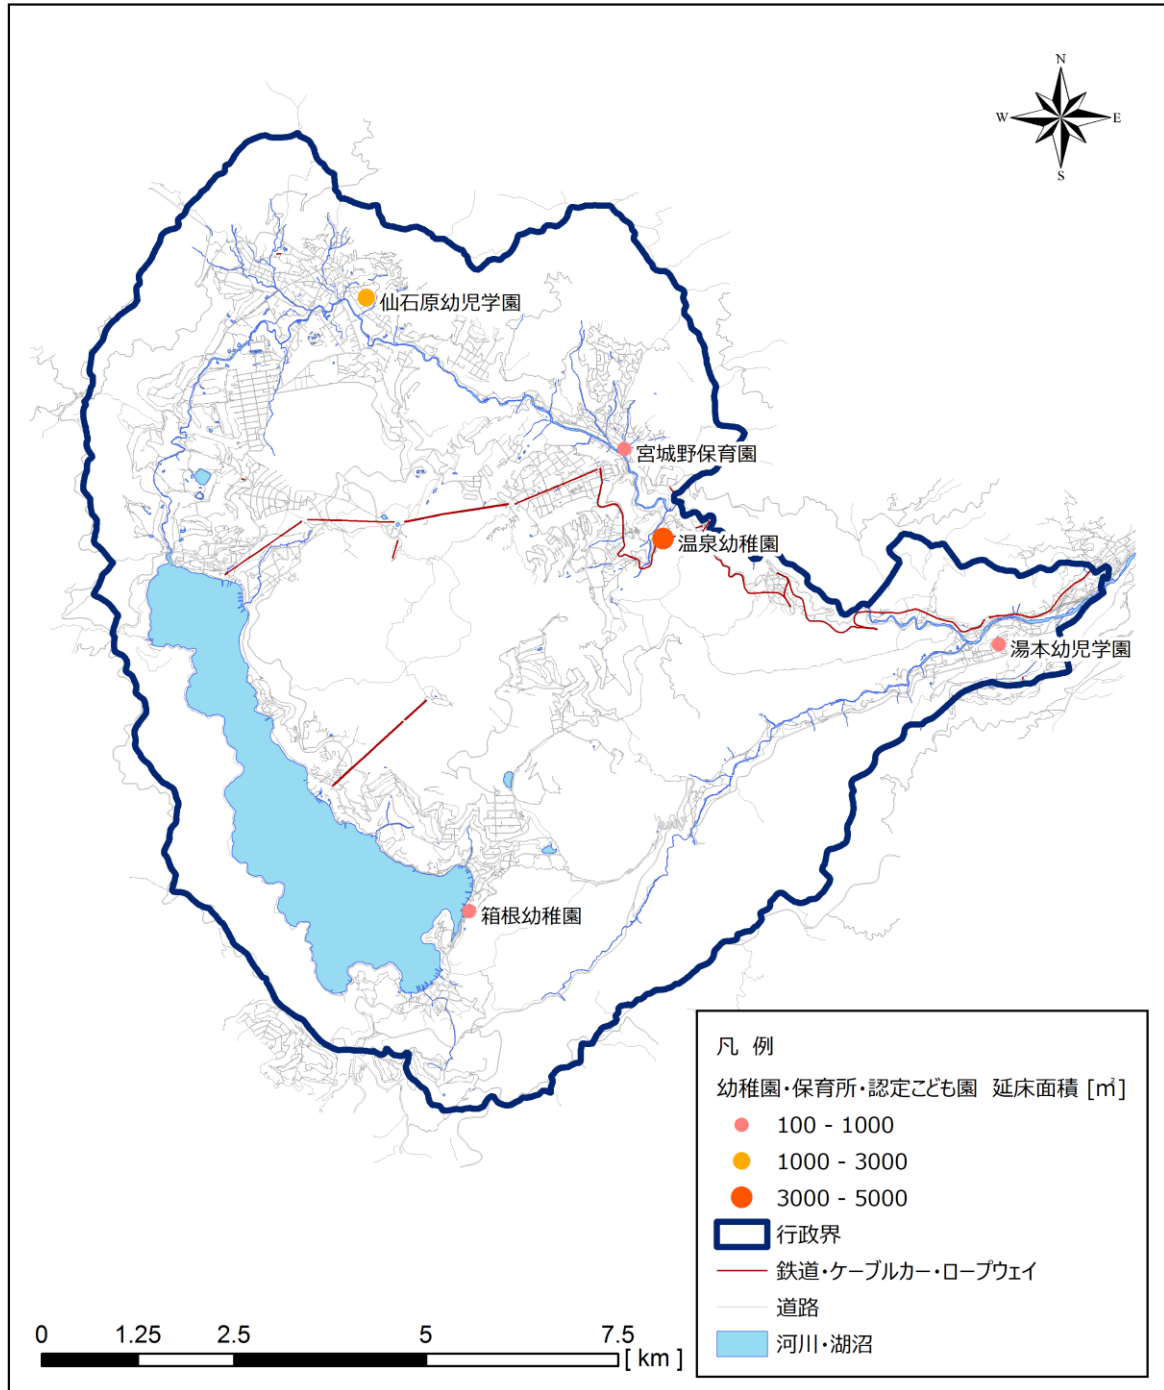 N
W E
S
仙石原幼児学園
宮城野保育園
温泉幼稚園
湯本幼児学園
箱根幼稚園
凡 例
幼稚園・保育所・認定こども園 延床面積 [㎡]
100 - 1000
1000 - 3000
3000 - 5000
行政界
鉄道・ケーブルカー・ロープウェイ
道路
河川・湖沼
0 1.25 2.5 5 7.5
[ km ]